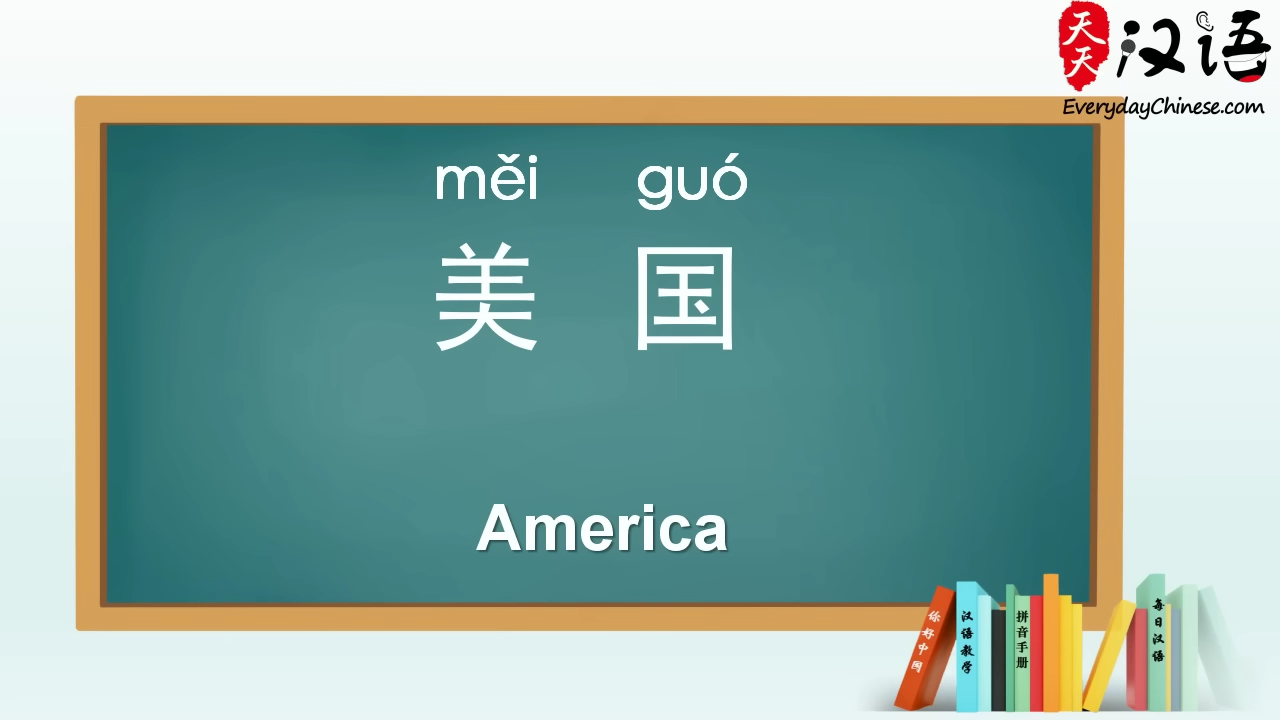 天天汉语
EverydayChinese.com
měi guó
美 国
America
你好中国
汉语教学
拼音手册
每日汉语